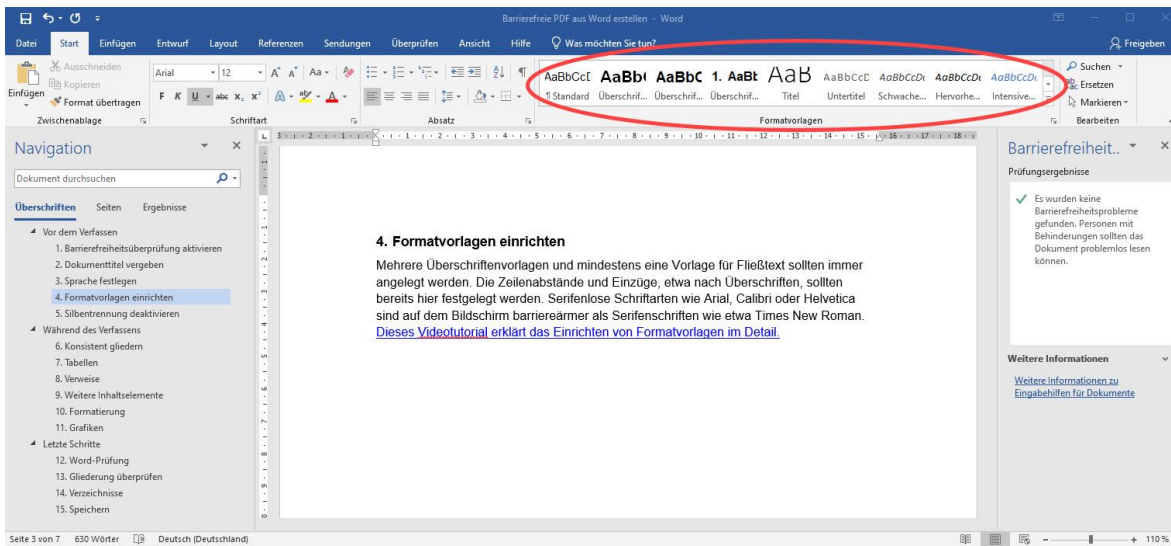 Barrierefreie PDF aus Word erstellen - Word
Datei Start Einfügen Entwurf Layout Referenzen Sendungen Überprüfen Ansicht Hilfe Was möchten Sie tun? Freigeben
Einfügen
Ausschneiden
Kopieren
Format übertragen
Zwischenablage
Arial 12
F K U abc x₂ x²
Schriftart
Absatz
AaBbCcD AaBb( AaBbC 1. AaBb AaB AaBbCcD AaBbCcDi AaBbCcDi AaBbCcDi
¶ Standard Überschrif... Überschrif... Überschrif... Titel Untertitel Schwache... Hervorhe... Intensive...
Formatvorlagen
Suchen
Ersetzen
Markieren
Bearbeiten
Navigation
Dokument durchsuchen
Überschriften Seiten Ergebnisse
Vor dem Verfassen
1. Barrierefreiheitsüberprüfung aktivieren
2. Dokumenttitel vergeben
3. Sprache festlegen
4. Formatvorlagen einrichten
5. Silbentrennung deaktivieren
Während des Verfassens
6. Konsistent gliedern
7. Tabellen
8. Verweise
9. Weitere Inhaltselemente
10. Formatierung
11. Grafiken
Letzte Schritte
12. Word-Prüfung
13. Gliederung überprüfen
14. Verzeichnisse
15. Speichern
4. Formatvorlagen einrichten
Mehrere Überschriftenvorlagen und mindestens eine Vorlage für Fließtext sollten immer
angelegt werden. Die Zeilenabstände und Einzüge, etwa nach Überschriften, sollten
bereits hier festgelegt werden. Serifenlose Schriftarten wie Arial, Calibri oder Helvetica
sind auf dem Bildschirm barriereärmer als Serifenschriften wie etwa Times New Roman.
Dieses Videotutorial erklärt das Einrichten von Formatvorlagen im Detail.
Barrierefreiheit..
Prüfungsergebnisse
Es wurden keine
Barrierefreiheitsprobleme
gefunden. Personen mit
Behinderungen sollten das
Dokument problemlos lesen
können.
Weitere Informationen
Weitere Informationen zu
Eingabehilfen für Dokumente
Seite 3 von 7 630 Wörter Deutsch (Deutschland) 110 %